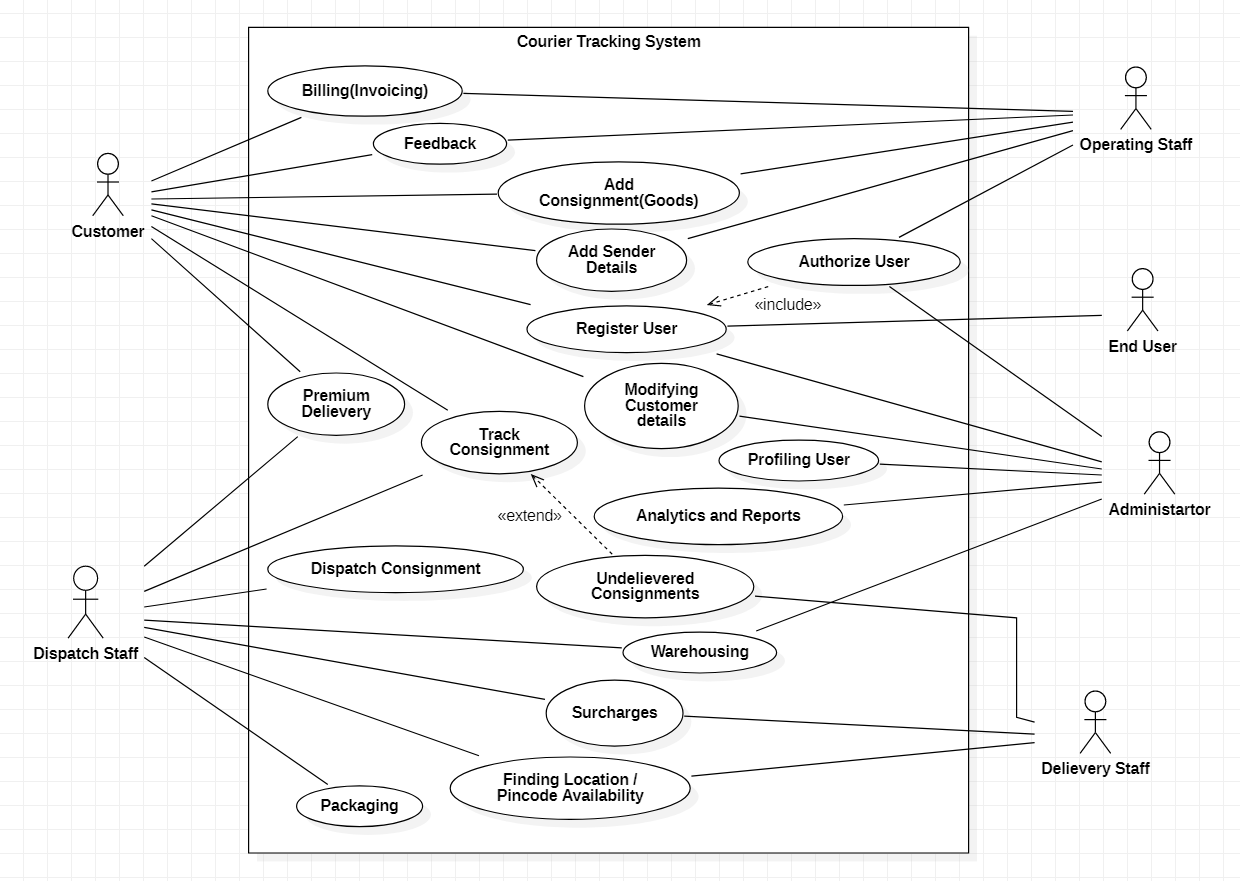 Courier Tracking System
Billing(Invoicing)
Feedback
Operating Staff
Add
Consignment(Goods)
Customer
Add Sender
Details
Authorize User
«include»
Register User
End User
Premium
Delievery
Modifying
Customer
details
Track
Consignment
Profiling User
Administartor
«extend»
Analytics and Reports
Dispatch Consignment
Undelievered
Consignments
Dispatch Staff
Warehousing
Surcharges
Delievery Staff
Finding Location /
Pincode Availability
Packaging